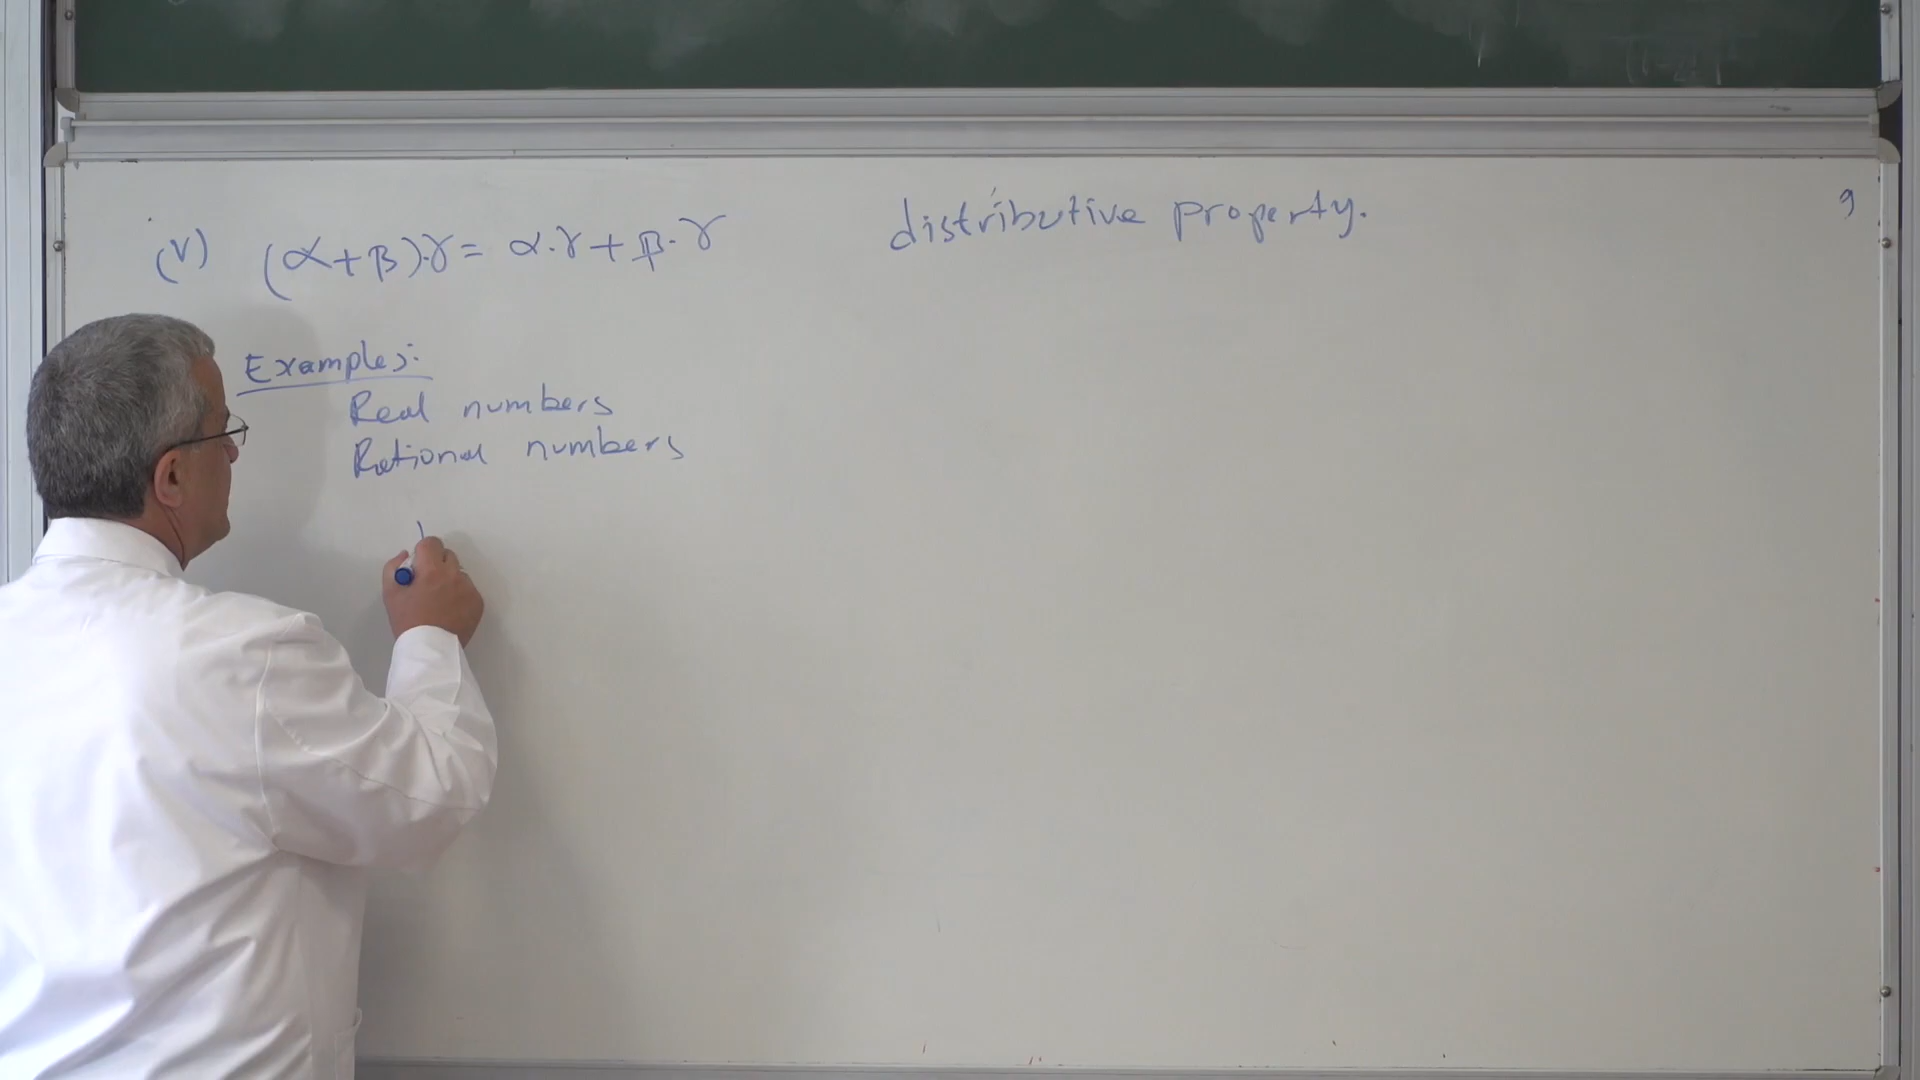 (V) (α+β)·γ = α·γ + β·γ distributive property. 9
Examples:
Real numbers
Rational numbers